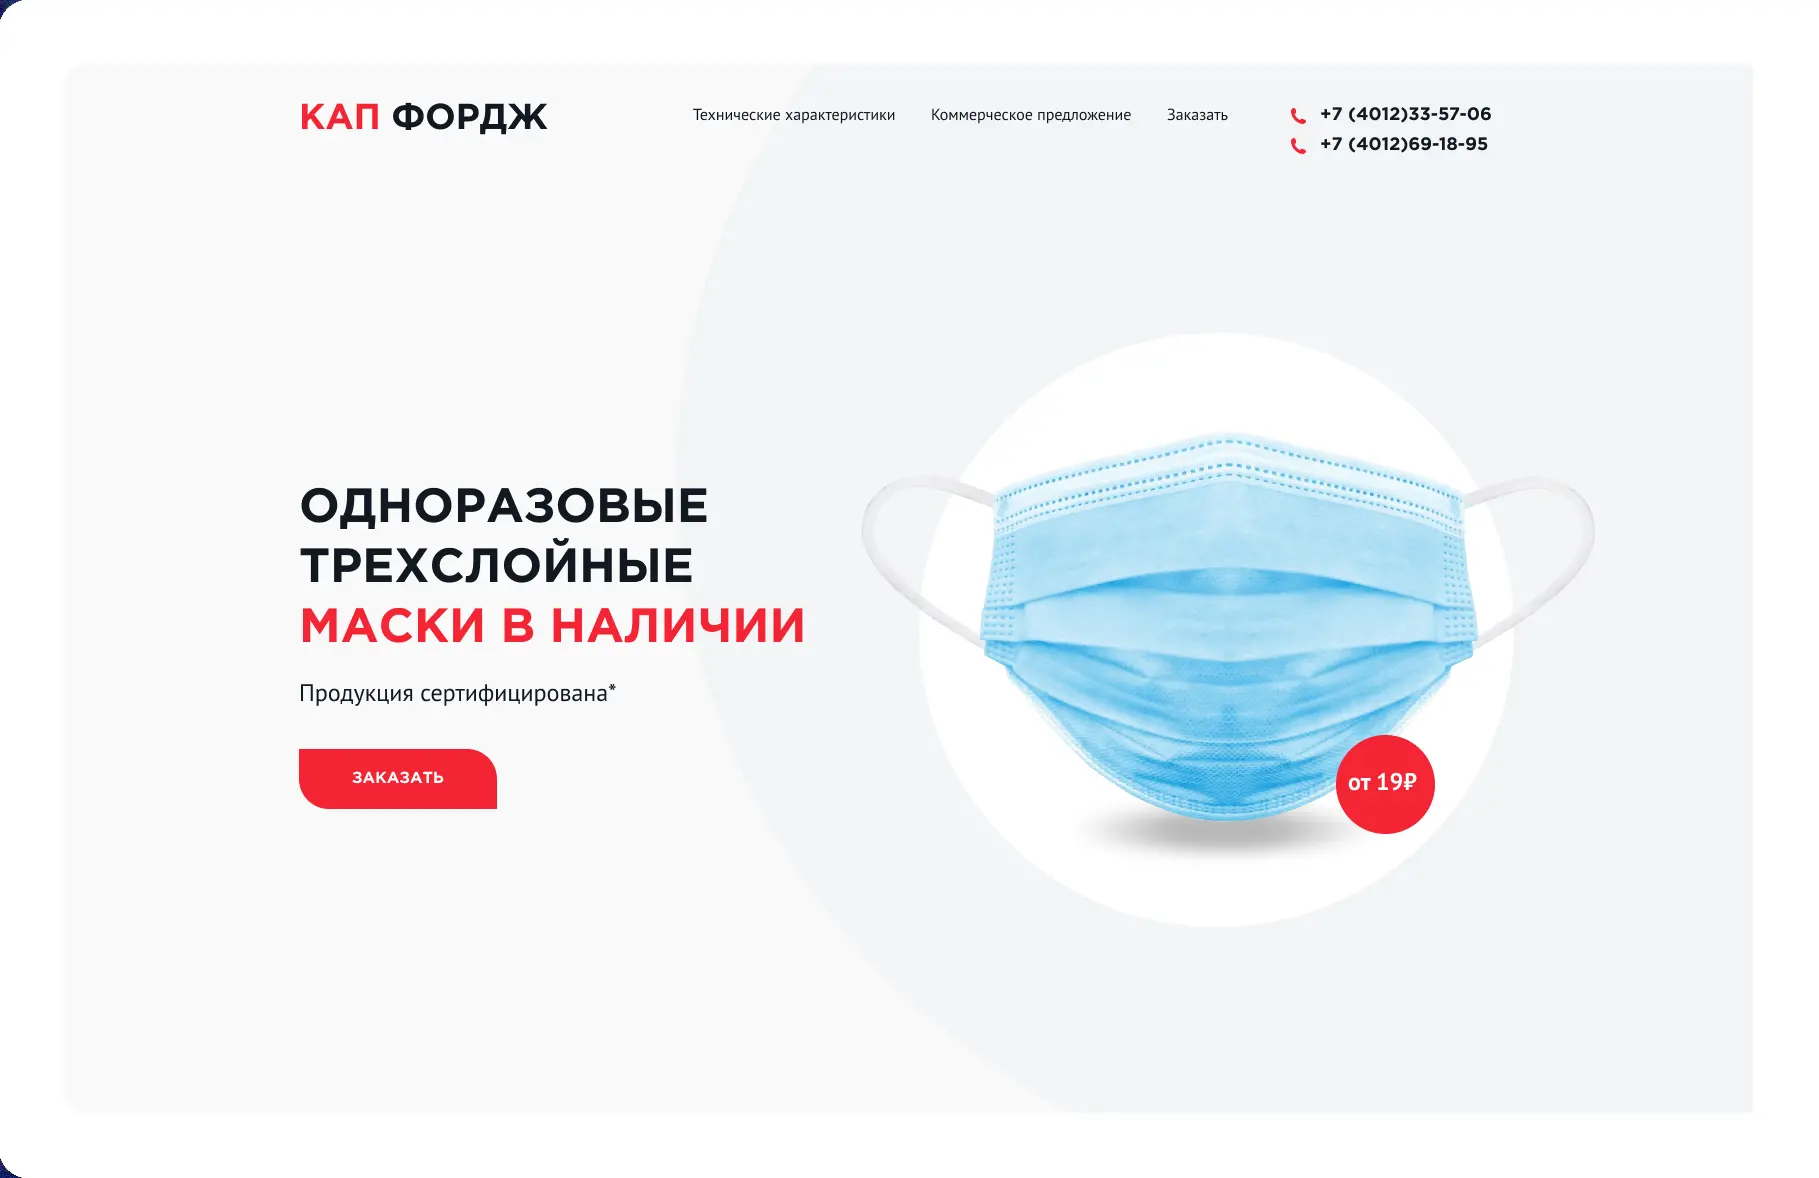 КАП ФОРДЖ
Технические характеристики
Коммерческое предложение
Заказать
+7 (4012)33-57-06
+7 (4012)69-18-95
ОДНОРАЗОВЫЕ
ТРЕХСЛОЙНЫЕ
МАСКИ В НАЛИЧИИ
Продукция сертифицирована*
ЗАКАЗАТЬ
от 19₽